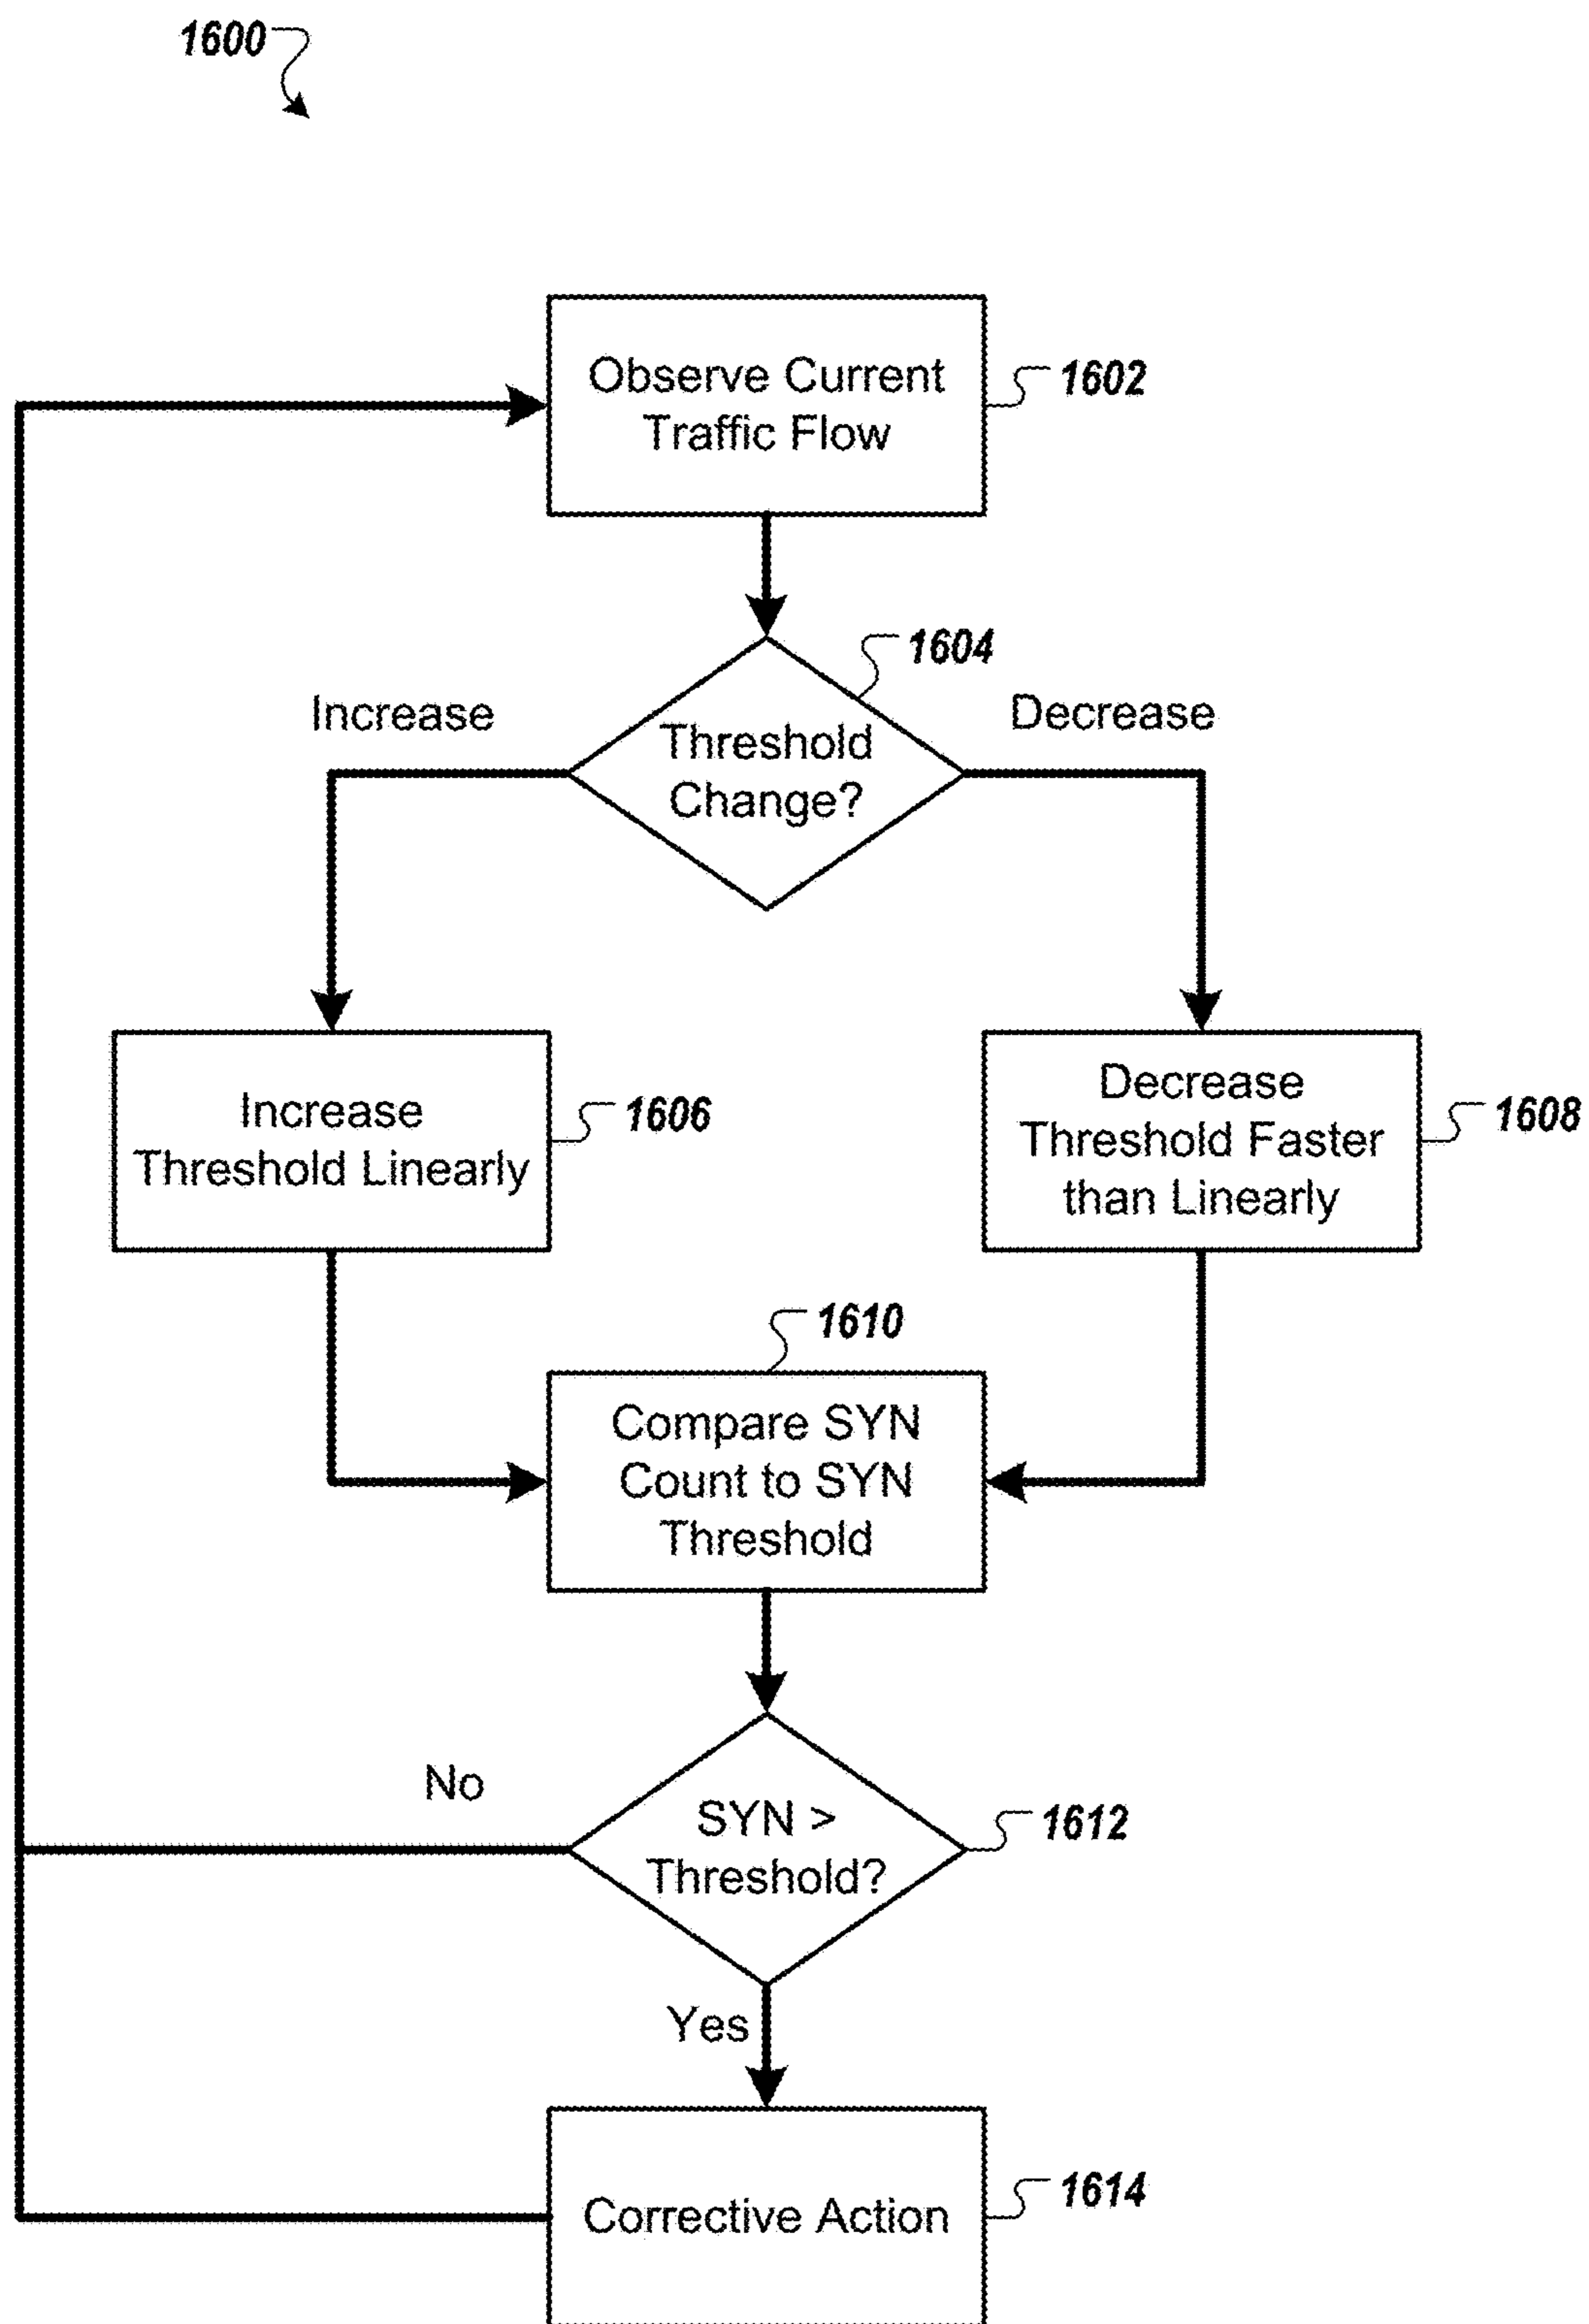 1600
Observe Current
Traffic Flow
1602
1604
Increase
Decrease
Threshold
Change?
Increase
Threshold Linearly
1606
Decrease
Threshold Faster
than Linearly
1608
1610
Compare SYN
Count to SYN
Threshold
No
SYN >
Threshold?
1612
Yes
Corrective Action
1614